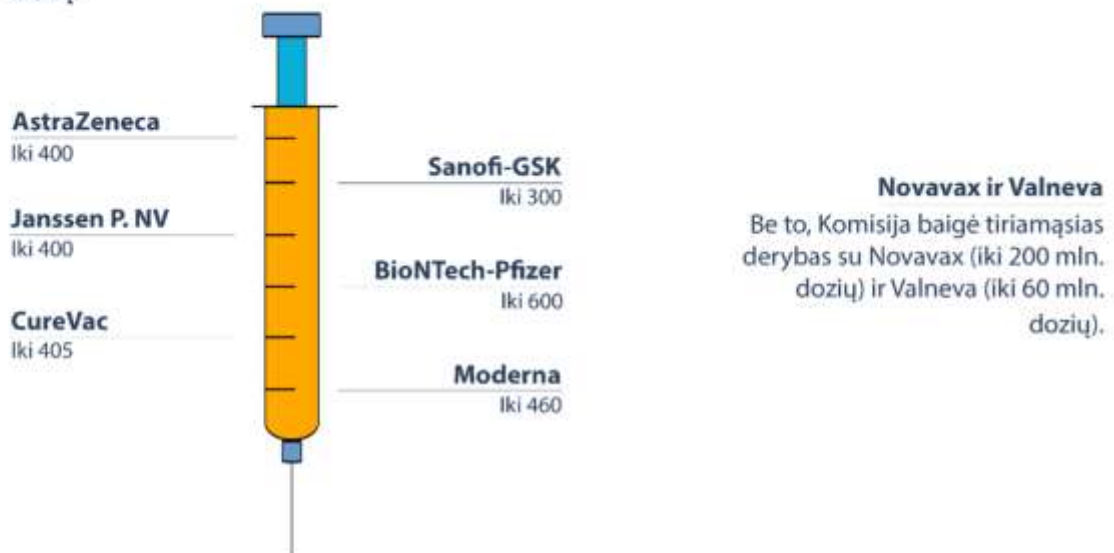 AstraZeneca
Iki 400
Janssen P. NV
Iki 400
CureVac
Iki 405
Sanofi-GSK
Iki 300
BioNTech-Pfizer
Iki 600
Moderna
Iki 460
Novavax ir Valneva
Be to, Komisija baigė tiriamąsias
derybas su Novavax (iki 200 mln.
dozių) ir Valneva (iki 60 mln.
dozių).